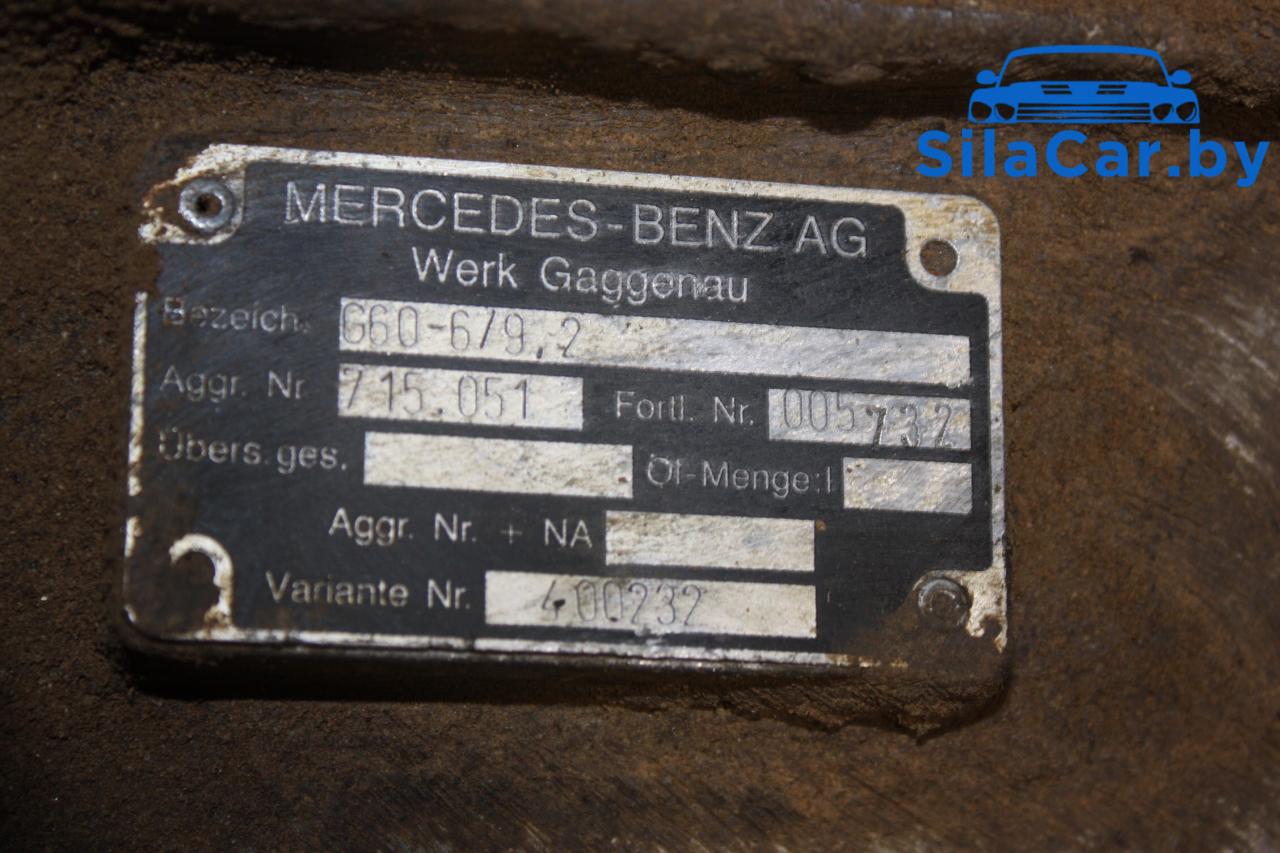 SilaCar.by
MERCEDES-BENZ AG
Werk Gaggenau
Bezeich. G60-6/9,2
Aggr. Nr 715.051 Fortl. Nr. 005732
Übers.ges. Öl-Menge:l
Aggr. Nr. + NA
Variante Nr. 400232